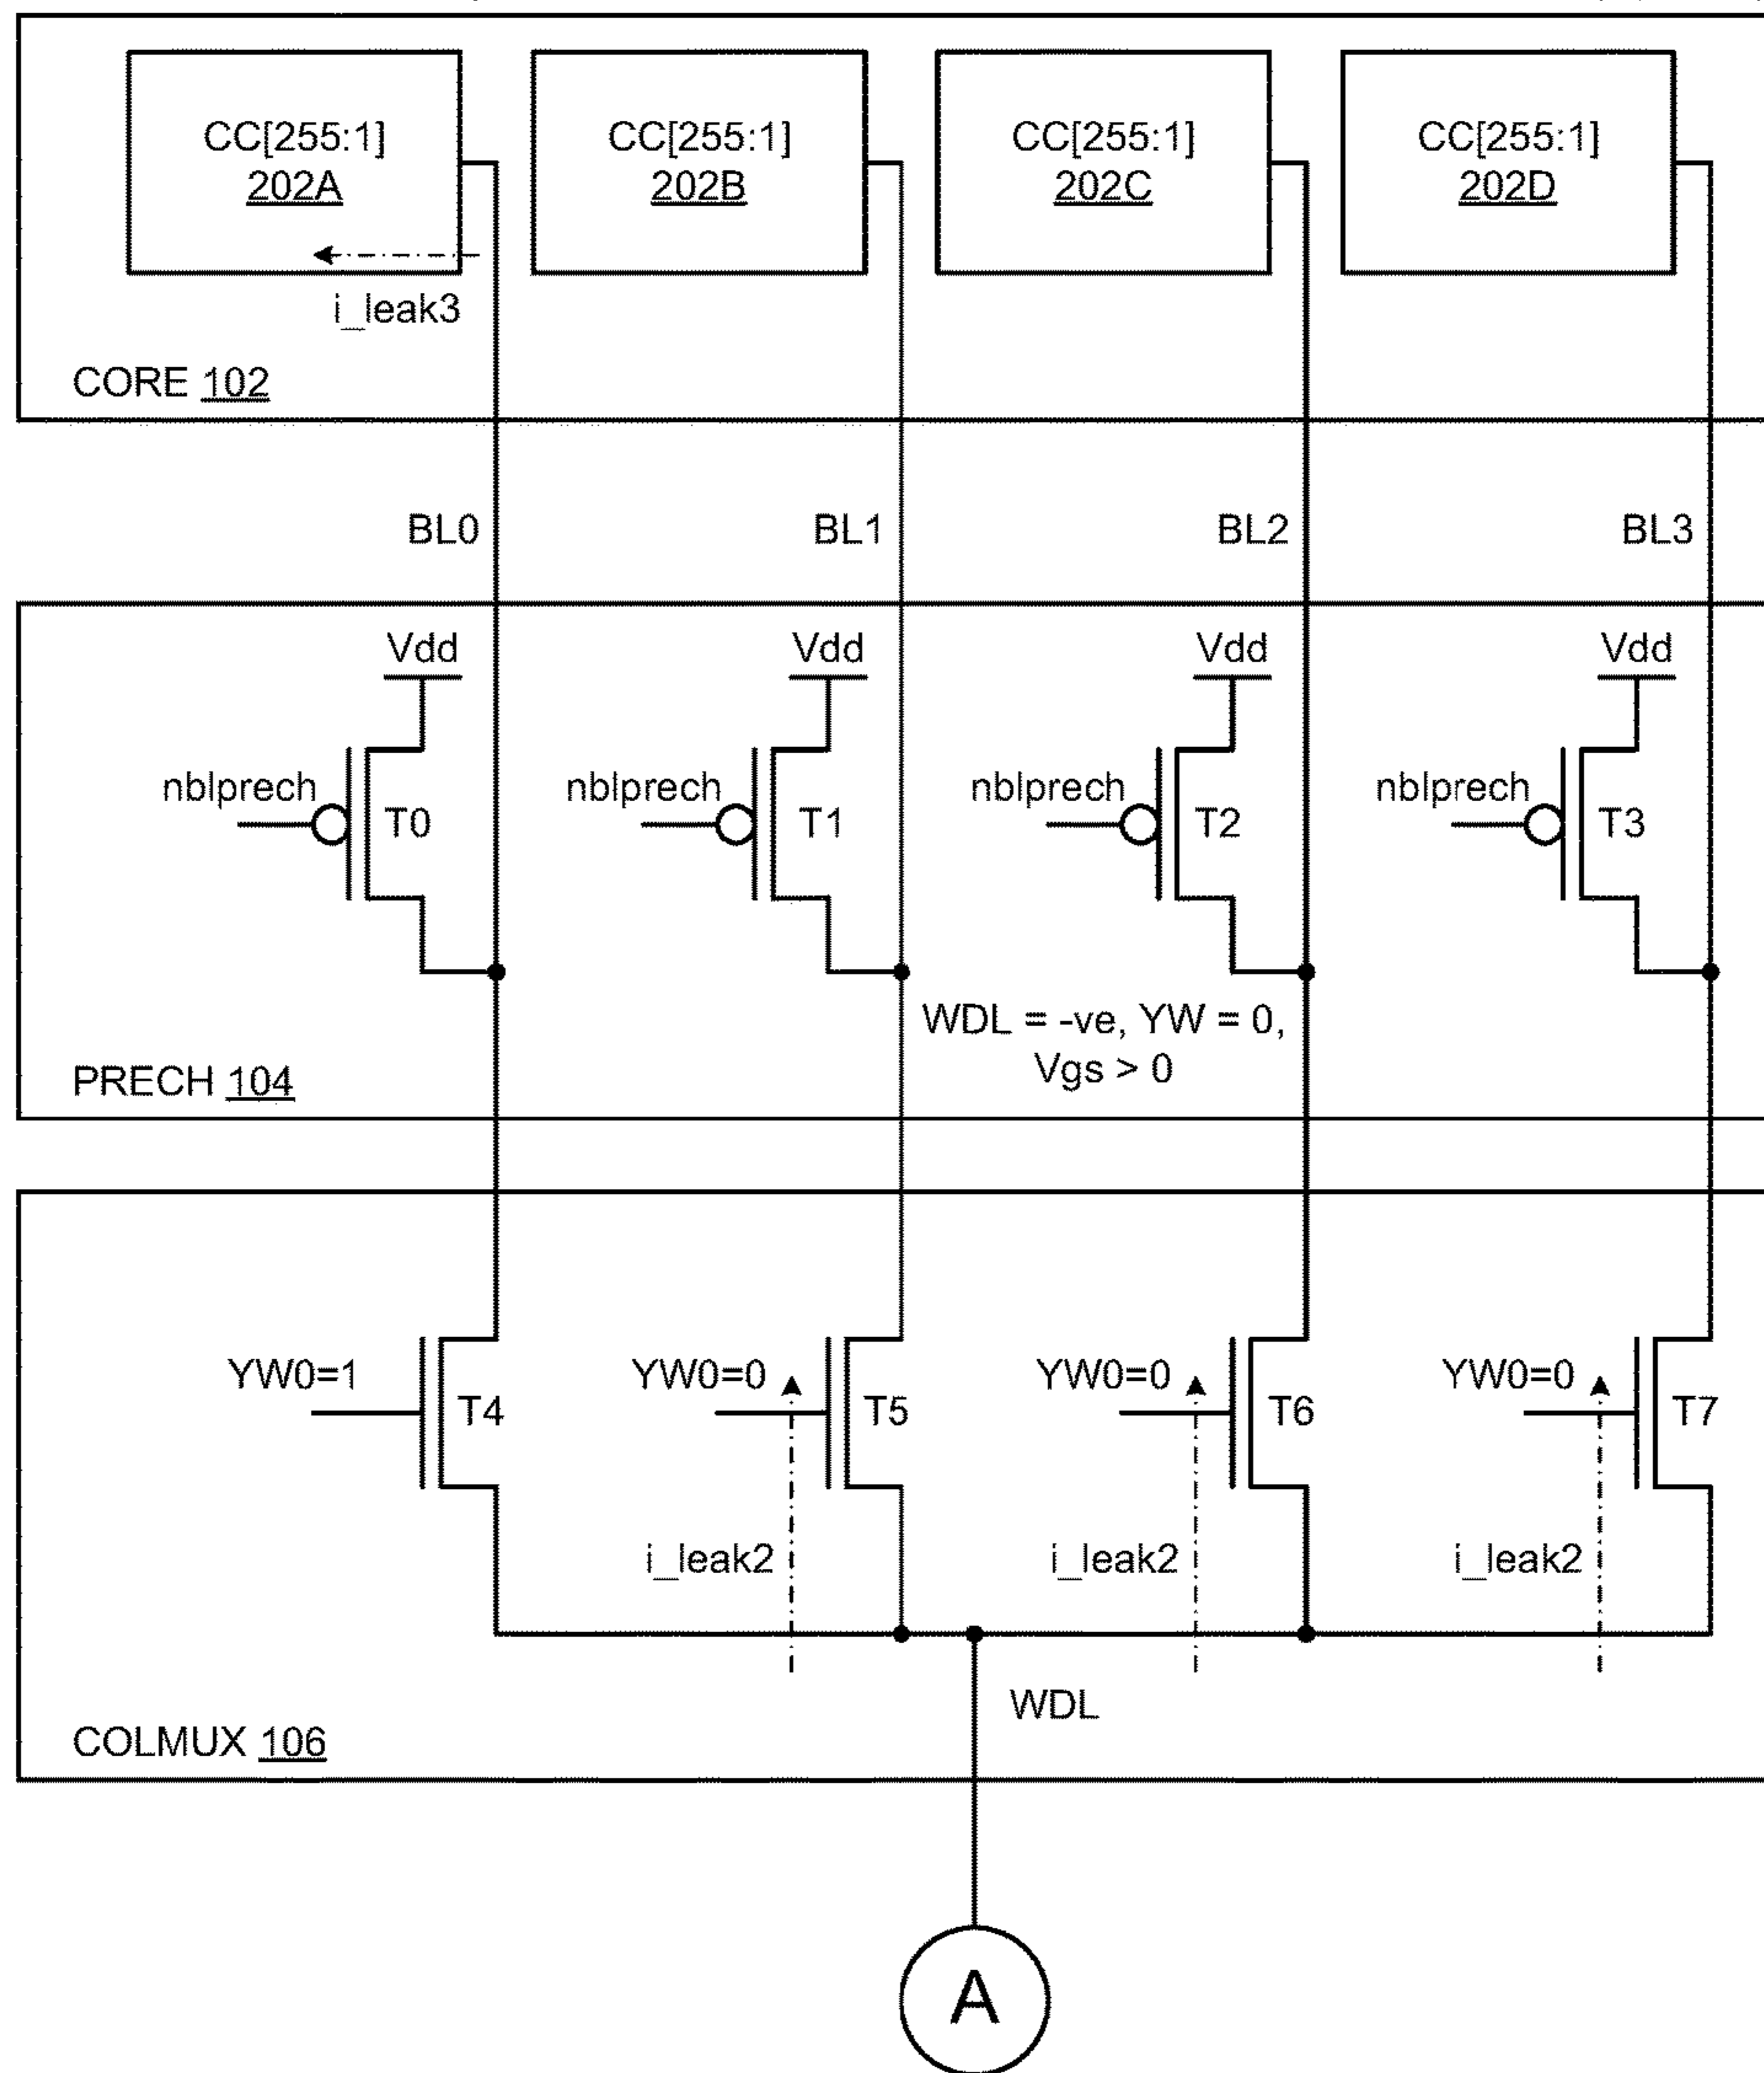 CC[255:1] CC[255:1] CC[255:1] CC[255:1]
202A 202B 202C 202D
i_leak3
CORE 102
BL0 BL1 BL2 BL3
Vdd Vdd Vdd Vdd
nblprech nblprech nblprech nblprech
T0 T1 T2 T3
WDL = -ve, YW = 0,
Vgs > 0
PRECH 104
YW0=1 YW0=0 YW0=0 YW0=0
T4 T5 T6 T7
i_leak2 i_leak2 i_leak2
WDL
COLMUX 106
A